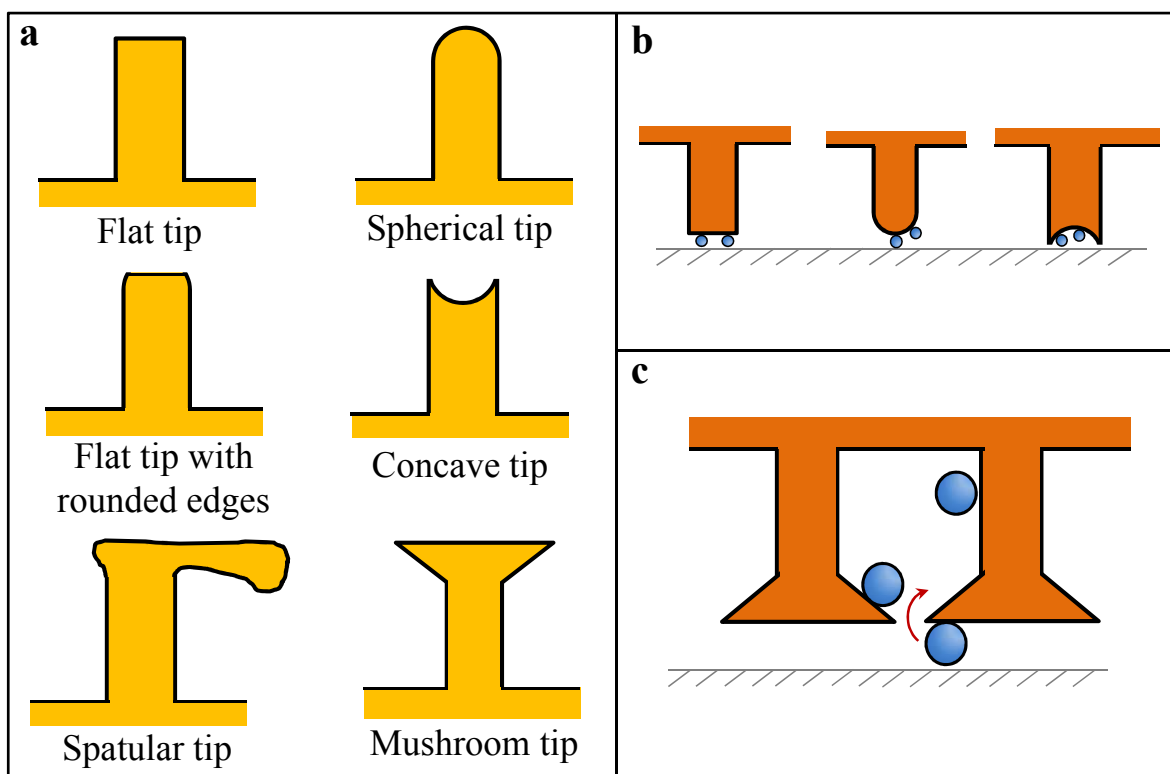 a
Flat tip
Spherical tip
Flat tip with
rounded edges
Concave tip
Spatular tip
Mushroom tip
b
c